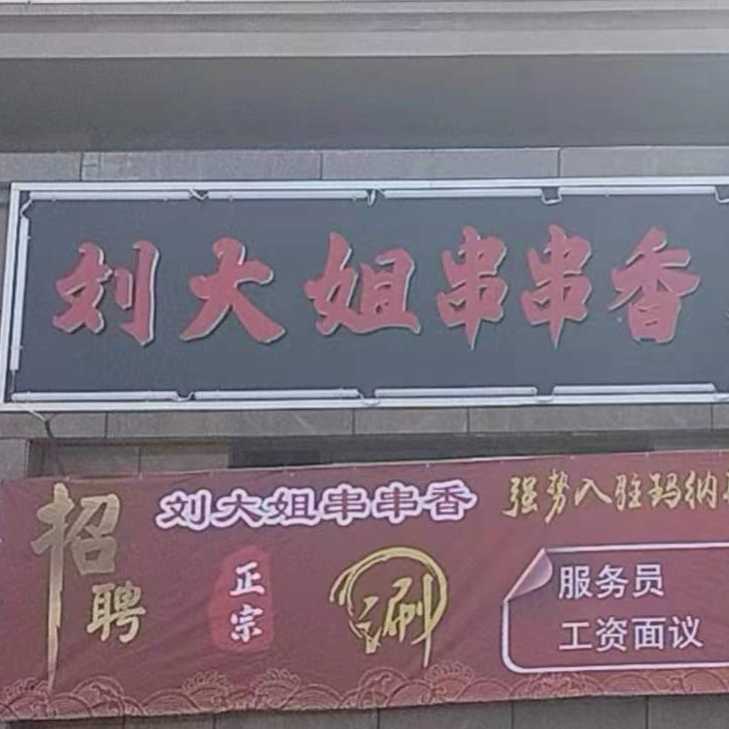 刘大姐串串香
招聘
刘大姐串串香
强势入驻玛纳
正宗
涮
服务员
工资面议